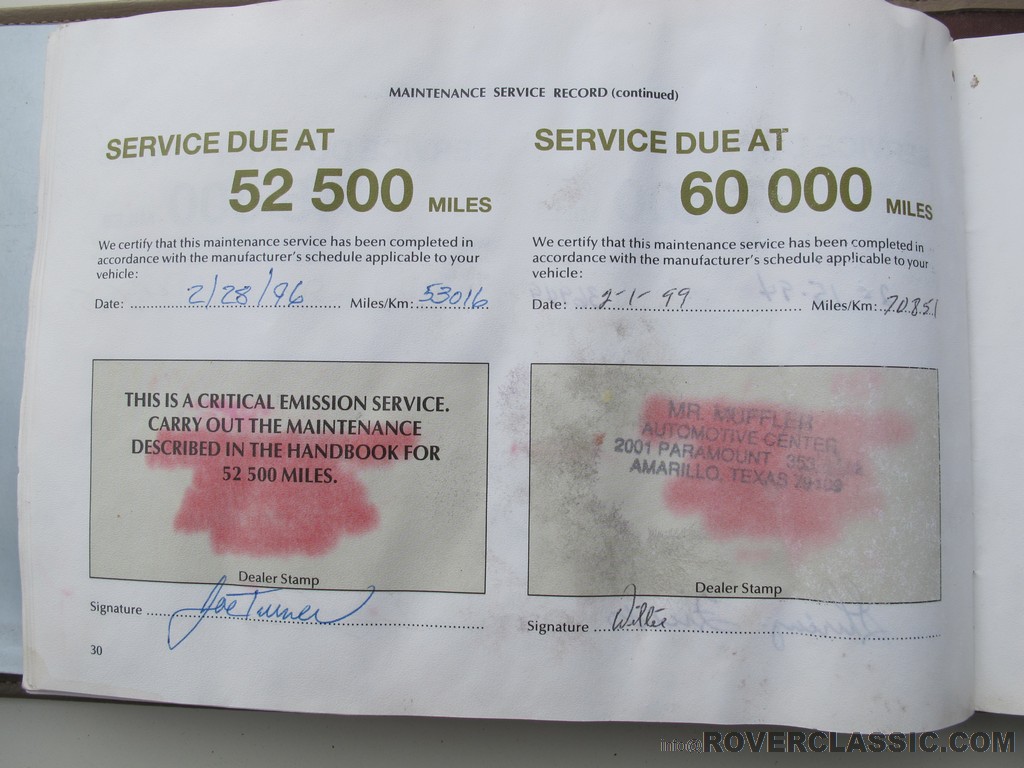 MAINTENANCE SERVICE RECORD (continued)
SERVICE DUE AT
52 500 MILES
We certify that this maintenance service has been completed in
accordance with the manufacturer's schedule applicable to your
vehicle:
Date: 2/28/96 Miles/Km: 53016
THIS IS A CRITICAL EMISSION SERVICE.
CARRY OUT THE MAINTENANCE
DESCRIBED IN THE HANDBOOK FOR
52 500 MILES.
Dealer Stamp
Signature Joe Turner
30
SERVICE DUE AT
60 000 MILES
We certify that this maintenance service has been completed in
accordance with the manufacturer's schedule applicable to your
vehicle:
Date: 2-1-99 Miles/Km: 70851
MR. MUFFLER
AUTOMOTIVE CENTER
2001 PARAMOUNT 353
AMARILLO, TEXAS 79109
Dealer Stamp
Signature Willie
info@ROVERCLASSIC.COM